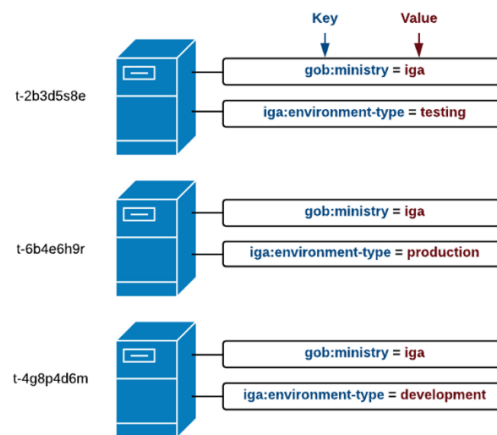 Key Value
gob:ministry = iga
t-2b3d5s8e
iga:environment-type = testing
gob:ministry = iga
t-6b4e6h9r
iga:environment-type = production
gob:ministry = iga
t-4g8p4d6m
iga:environment-type = development